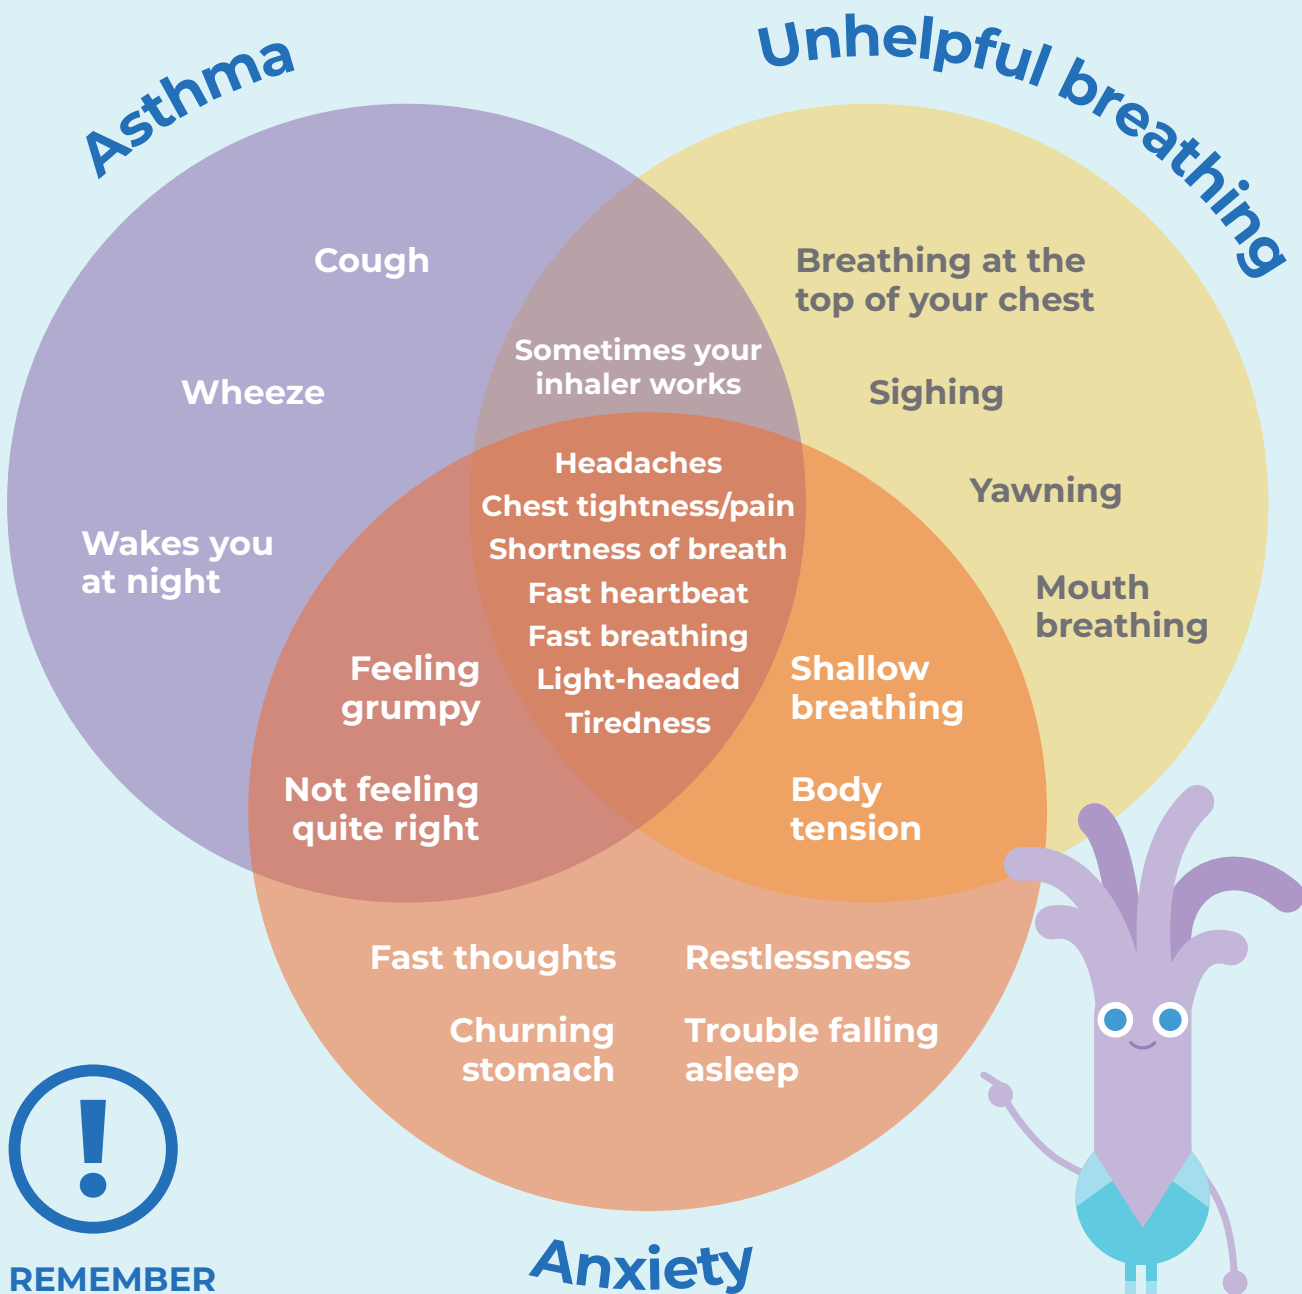 Asthma
Unhelpful breathing
Cough
Wheeze
Wakes you
at night
Sometimes your
inhaler works
Breathing at the
top of your chest
Sighing
Yawning
Mouth
breathing
Headaches
Chest tightness/pain
Shortness of breath
Fast heartbeat
Fast breathing
Light-headed
Tiredness
Feeling
grumpy
Not feeling
quite right
Shallow
breathing
Body
tension
Fast thoughts
Restlessness
Churning
stomach
Trouble falling
asleep
Anxiety
!
REMEMBER